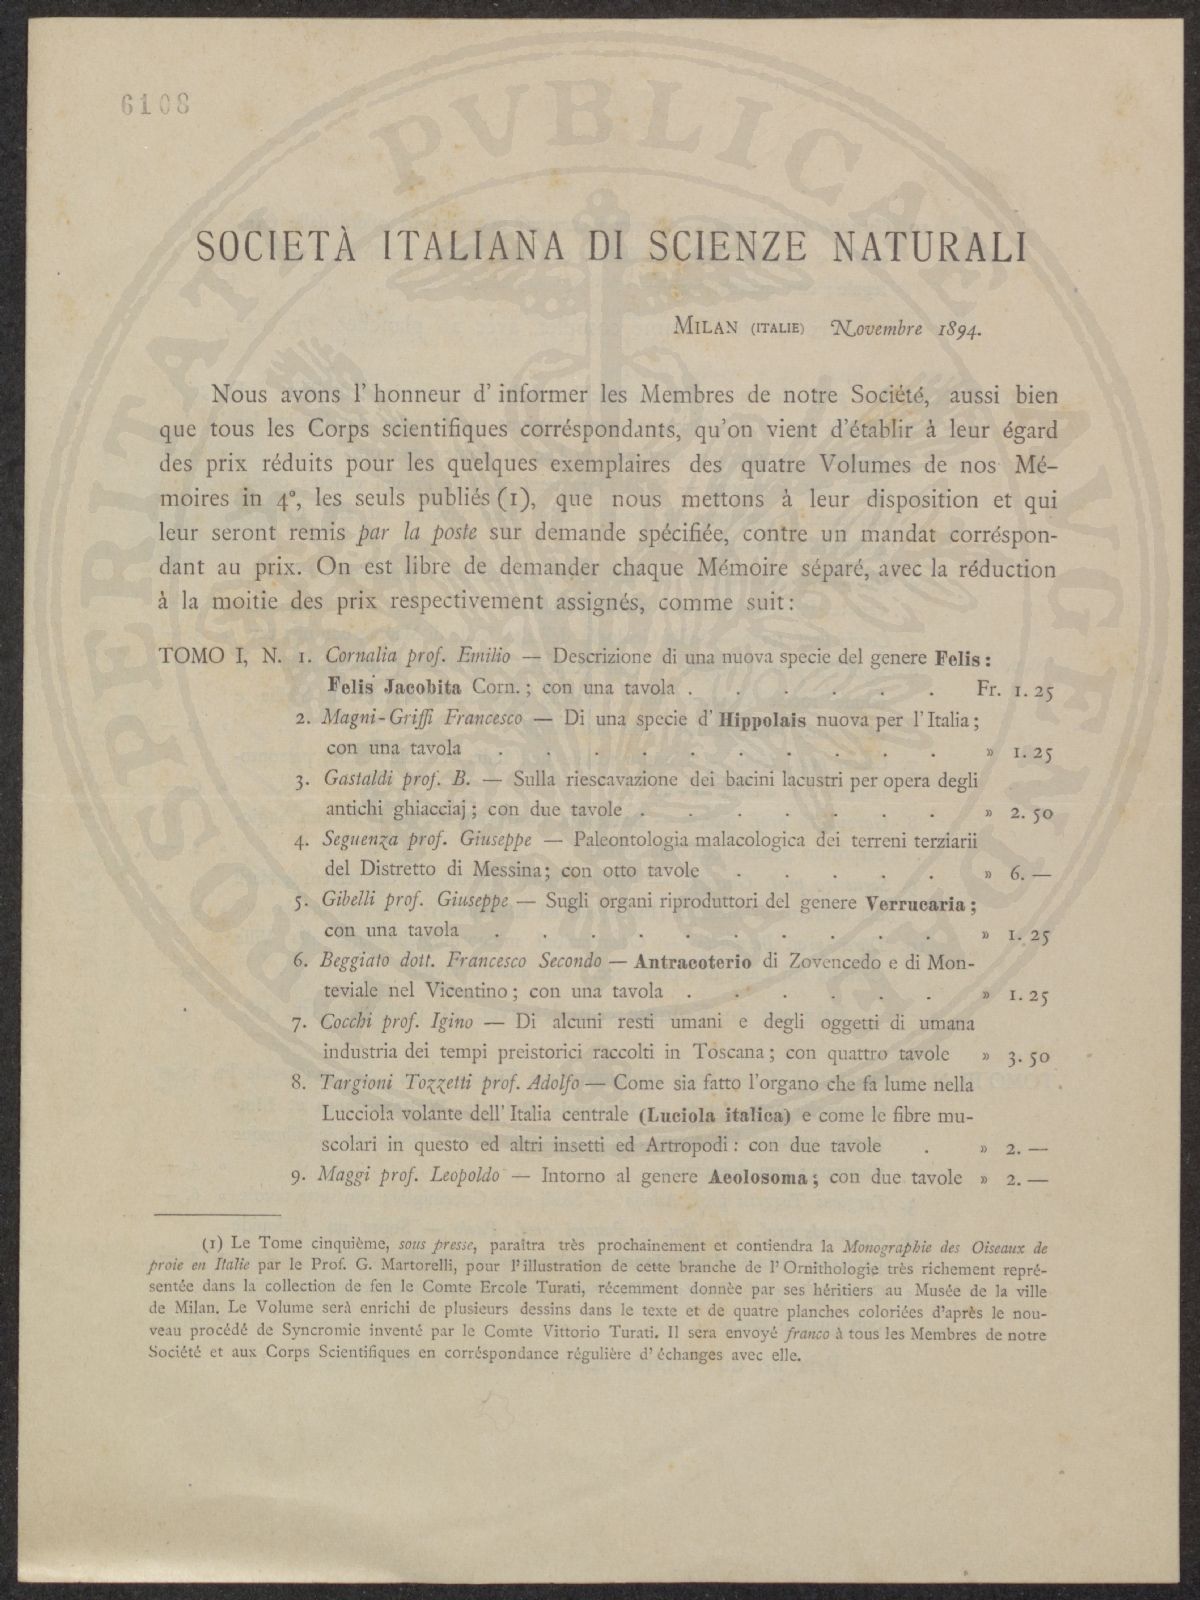 6108
PROSPERITATI PVBLICAE AVGENDAE
SOCIETÀ ITALIANA DI SCIENZE NATURALI
MILAN (ITALIE) Novembre 1894.
Nous avons l' honneur d' informer les Membres de notre Société, aussi bien
que tous les Corps scientifiques corréspondants, qu'on vient d'établir à leur égard
des prix réduits pour les quelques exemplaires des quatre Volumes de nos Mé-
moires in 4°, les seuls publiés (1), que nous mettons à leur disposition et qui
leur seront remis par la poste sur demande spécifiée, contre un mandat corréspon-
dant au prix. On est libre de demander chaque Mémoire séparé, avec la réduction
à la moitie des prix respectivement assignés, comme suit:
TOMO I, N. 1. Cornalia prof. Emilio — Descrizione di una nuova specie del genere Felis:
Felis Jacobita Corn.; con una tavola . . . . . . Fr. 1. 25
2. Magni-Griffi Francesco — Di una specie d' Hippolais nuova per l'Italia;
con una tavola . . . . . . . . . . » 1. 25
3. Gastaldi prof. B. — Sulla riescavazione dei bacini lacustri per opera degli
antichi ghiacciaj; con due tavole . . . . . . . » 2. 50
4. Seguenza prof. Giuseppe — Paleontologia malacologica dei terreni terziarii
del Distretto di Messina; con otto tavole . . . . . » 6. —
5. Gibelli prof. Giuseppe — Sugli organi riproduttori del genere Verrucaria;
con una tavola . . . . . . . . . . » 1. 25
6. Beggiato dott. Francesco Secondo — Antracoterio di Zovencedo e di Mon-
teviale nel Vicentino; con una tavola . . . . . . » 1. 25
7. Cocchi prof. Igino — Di alcuni resti umani e degli oggetti di umana
industria dei tempi preistorici raccolti in Toscana; con quattro tavole » 3. 50
8. Targioni Tozzetti prof. Adolfo — Come sia fatto l'organo che fa lume nella
Lucciola volante dell' Italia centrale (Luciola italica) e come le fibre mu-
scolari in questo ed altri insetti ed Artropodi: con due tavole . » 2. —
9. Maggi prof. Leopoldo — Intorno al genere Aeolosoma; con due tavole » 2. —
(1) Le Tome cinquième, sous presse, paraîtra très prochainement et contiendra la Monographie des Oiseaux de
proie en Italie par le Prof. G. Martorelli, pour l'illustration de cette branche de l' Ornithologie très richement repré-
sentée dans la collection de fen le Comte Ercole Turati, récemment donnèe par ses héritiers au Musée de la ville
de Milan. Le Volume serà enrichi de plusieurs dessins dans le texte et de quatre planches coloriées d'après le nou-
veau procédé de Syncromie inventé par le Comte Vittorio Turati. Il sera envoyé franco à tous les Membres de notre
Société et aux Corps Scientifiques en corréspondance régulière d' échanges avec elle.